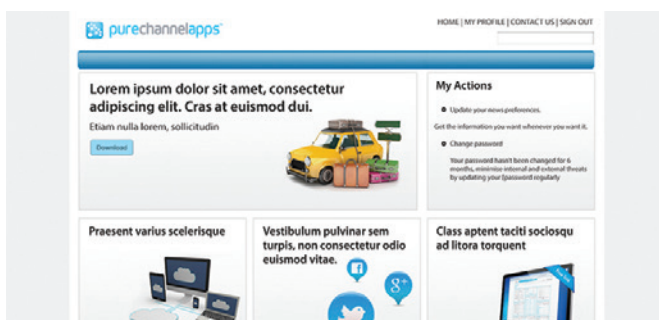 purechannelapps
HOME | MY PROFILE | CONTACT US | SIGN OUT
Lorem ipsum dolor sit amet, consectetur
adipiscing elit. Cras at euismod dui.
Etiam nulla lorem, sollicitudin
Download
My Actions
Update your news preferences.
Get the information you want whenever you want it.
Change password
Your password hasn't been changed for 6
months, minimise internal and external threats
by updating your (password regularly
Praesent varius scelerisque
Vestibulum pulvinar sem
turpis, non consectetur odio
euismod vitae.
Class aptent taciti sociosqu
ad litora torquent